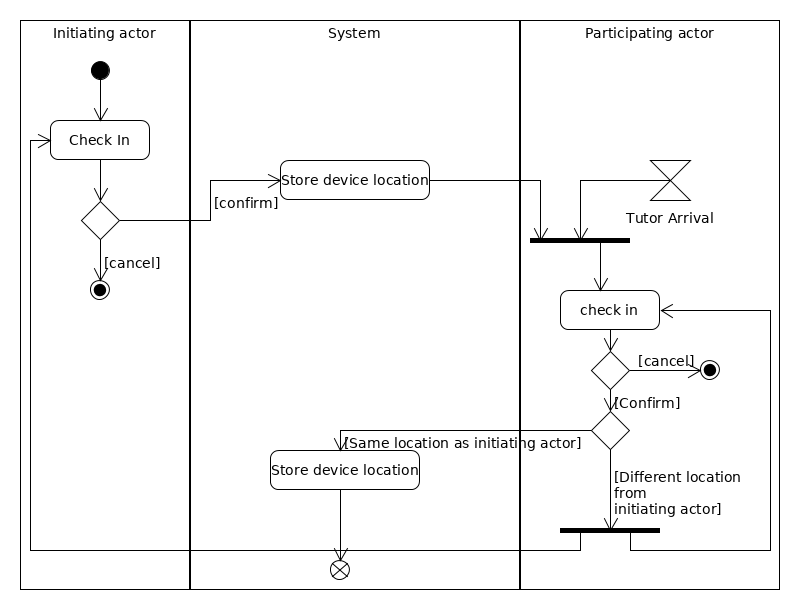 Initiating actor
System
Participating actor
Check In
Store device location
[confirm]
Tutor Arrival
[cancel]
check in
[cancel]
[Confirm]
[Same location as initiating actor]
Store device location
[Different location
from
initiating actor]